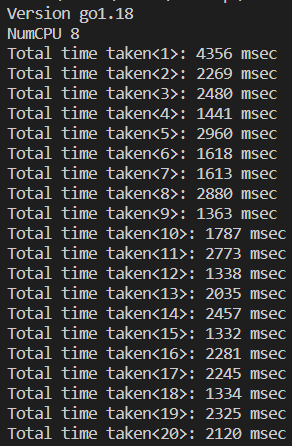 Version go1.18
NumCPU 8
Total time taken<1>: 4356 msec
Total time taken<2>: 2269 msec
Total time taken<3>: 2480 msec
Total time taken<4>: 1441 msec
Total time taken<5>: 2960 msec
Total time taken<6>: 1618 msec
Total time taken<7>: 1613 msec
Total time taken<8>: 2880 msec
Total time taken<9>: 1363 msec
Total time taken<10>: 1787 msec
Total time taken<11>: 2773 msec
Total time taken<12>: 1338 msec
Total time taken<13>: 2035 msec
Total time taken<14>: 2457 msec
Total time taken<15>: 1332 msec
Total time taken<16>: 2281 msec
Total time taken<17>: 2245 msec
Total time taken<18>: 1334 msec
Total time taken<19>: 2325 msec
Total time taken<20>: 2120 msec